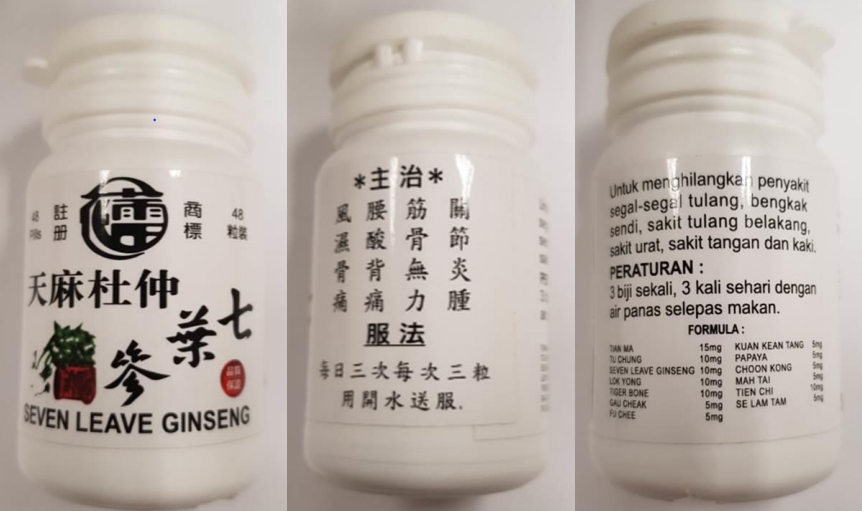 48 註 商 48
Pills 册 標 粒裝
天麻杜仲
七葉參
品質
保證
SEVEN LEAVE GINSENG
*主治*
風 腰 筋 關
濕 酸 骨 節
骨 背 無 炎
痛 痛 力 腫
服法
每日三次每次三粒
用開水送服.
Untuk menghilangkan penyakit
segal-segal tulang, bengkak
sendi, sakit tulang belakang,
sakit urat, sakit tangan dan kaki.
PERATURAN :
3 biji sekali, 3 kali sehari dengan
air panas selepas makan.
FORMULA :
TIAN MA 15mg KUAN KEAN TANG 5mg
TU CHUNG 10mg PAPAYA 5mg
SEVEN LEAVE GINSENG 10mg CHOON KONG 5mg
LOK YONG 10mg MAH TAI 5mg
TIGER BONE 10mg TIEN CHI 10mg
GAU CHEAK 5mg SE LAM TAM 5mg
FU CHEE 5mg